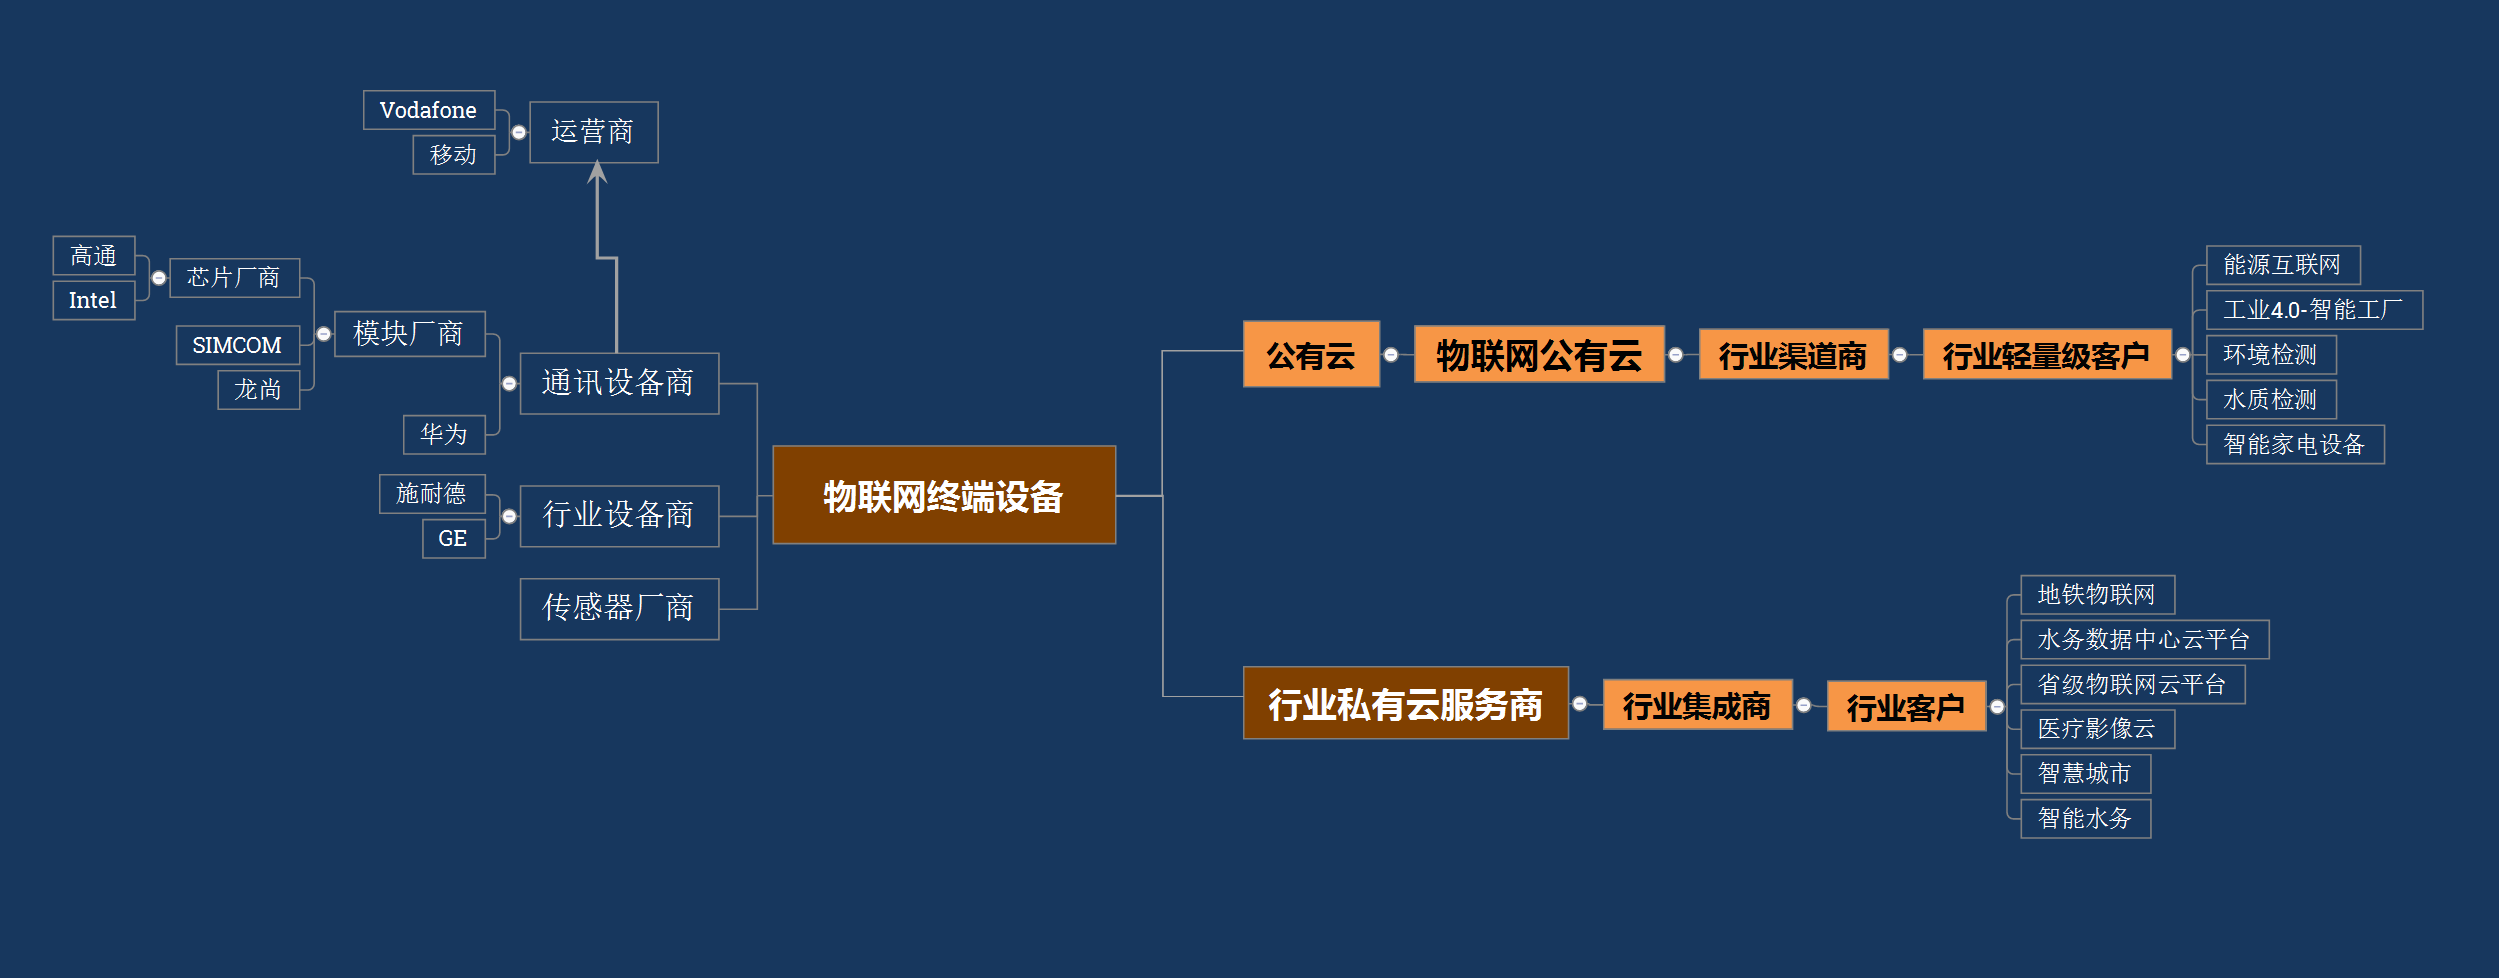 Vodafone
移动
运营商
高通
Intel
芯片厂商
SIMCOM
龙尚
模块厂商
华为
通讯设备商
施耐德
GE
行业设备商
传感器厂商
物联网终端设备
公有云
物联网公有云
行业渠道商
行业轻量级客户
能源互联网
工业4.0-智能工厂
环境检测
水质检测
智能家电设备
行业私有云服务商
行业集成商
行业客户
地铁物联网
水务数据中心云平台
省级物联网云平台
医疗影像云
智慧城市
智能水务